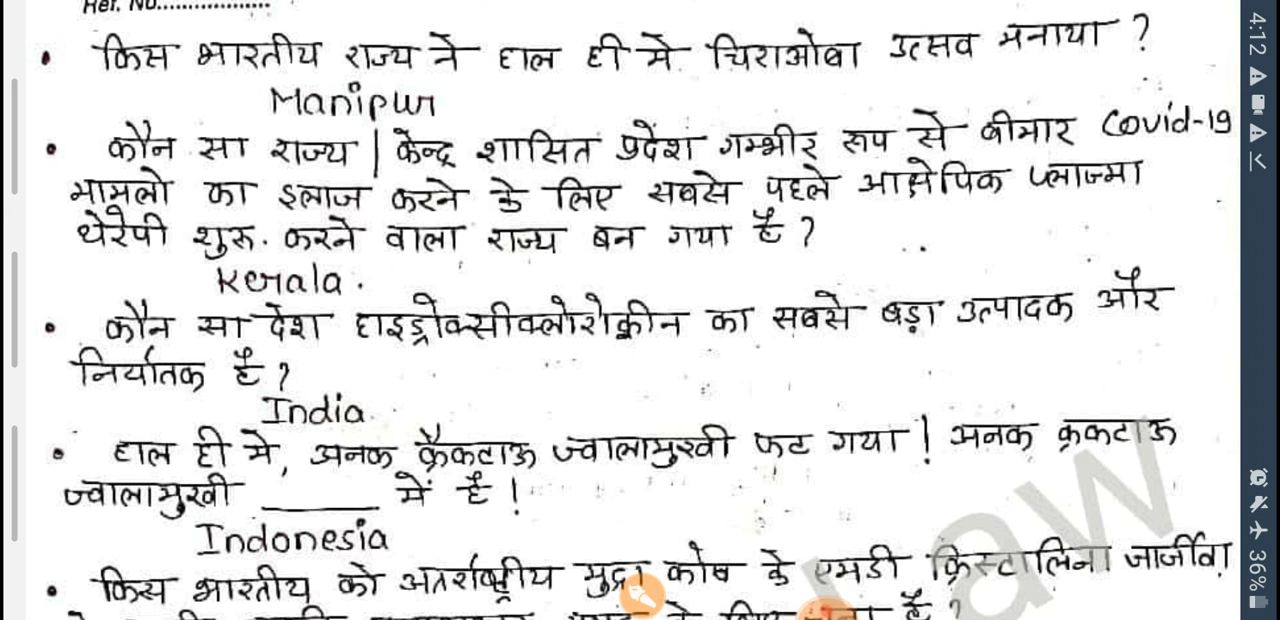 Ref. No..................
• किस भारतीय राज्य ने हाल ही मे चिराओबा उत्सव मनाया ?
Manipur
• कौन सा राज्य | केन्द्र शासित प्रदेश गम्भीर रूप से बीमार Covid-19
मामलो का इलाज करने के लिए सबसे पहले आक्षेपिक प्लाज्मा
थेरेपी शुरू. करने वाला राज्य बन गया है ?
Kerala.
• कौन सा देश हाइड्रोक्सीक्लोरोक्वीन का सबसे बड़ा उत्पादक और
निर्यातक है ?
India
• हाल ही मे, अनक क्रैकटाऊ ज्वालामुखी फट गया ! अनक क्रकटाऊ
ज्वालामुखी ______ में है !
Indonesia
• किस भारतीय को अतर्राष्ट्रीय मुद्रा कोष के एमडी क्रिस्टालिना जार्जीवा
के लिए चुना है ?
Law
4:12
36%